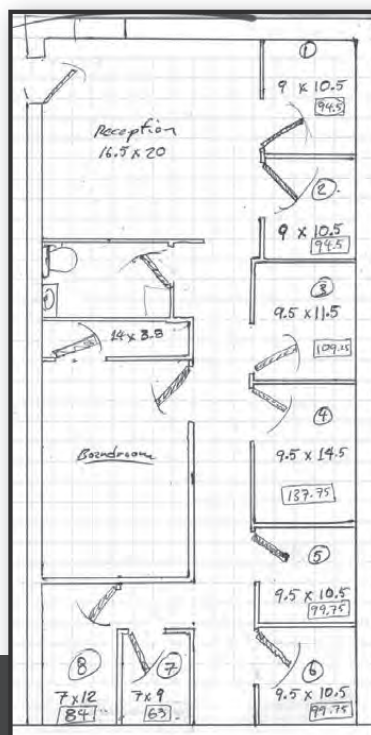 1
9 x 10.5
94.5
Reception
16.5 x 20
2
9 x 10.5
94.5
3
9.5 x 11.5
109.25
14 x 3.3
4
9.5 x 14.5
137.75
Boardroom
5
9.5 x 10.5
99.75
8
7 x 12
84
7
7 x 9
63
6
9.5 x 10.5
99.75